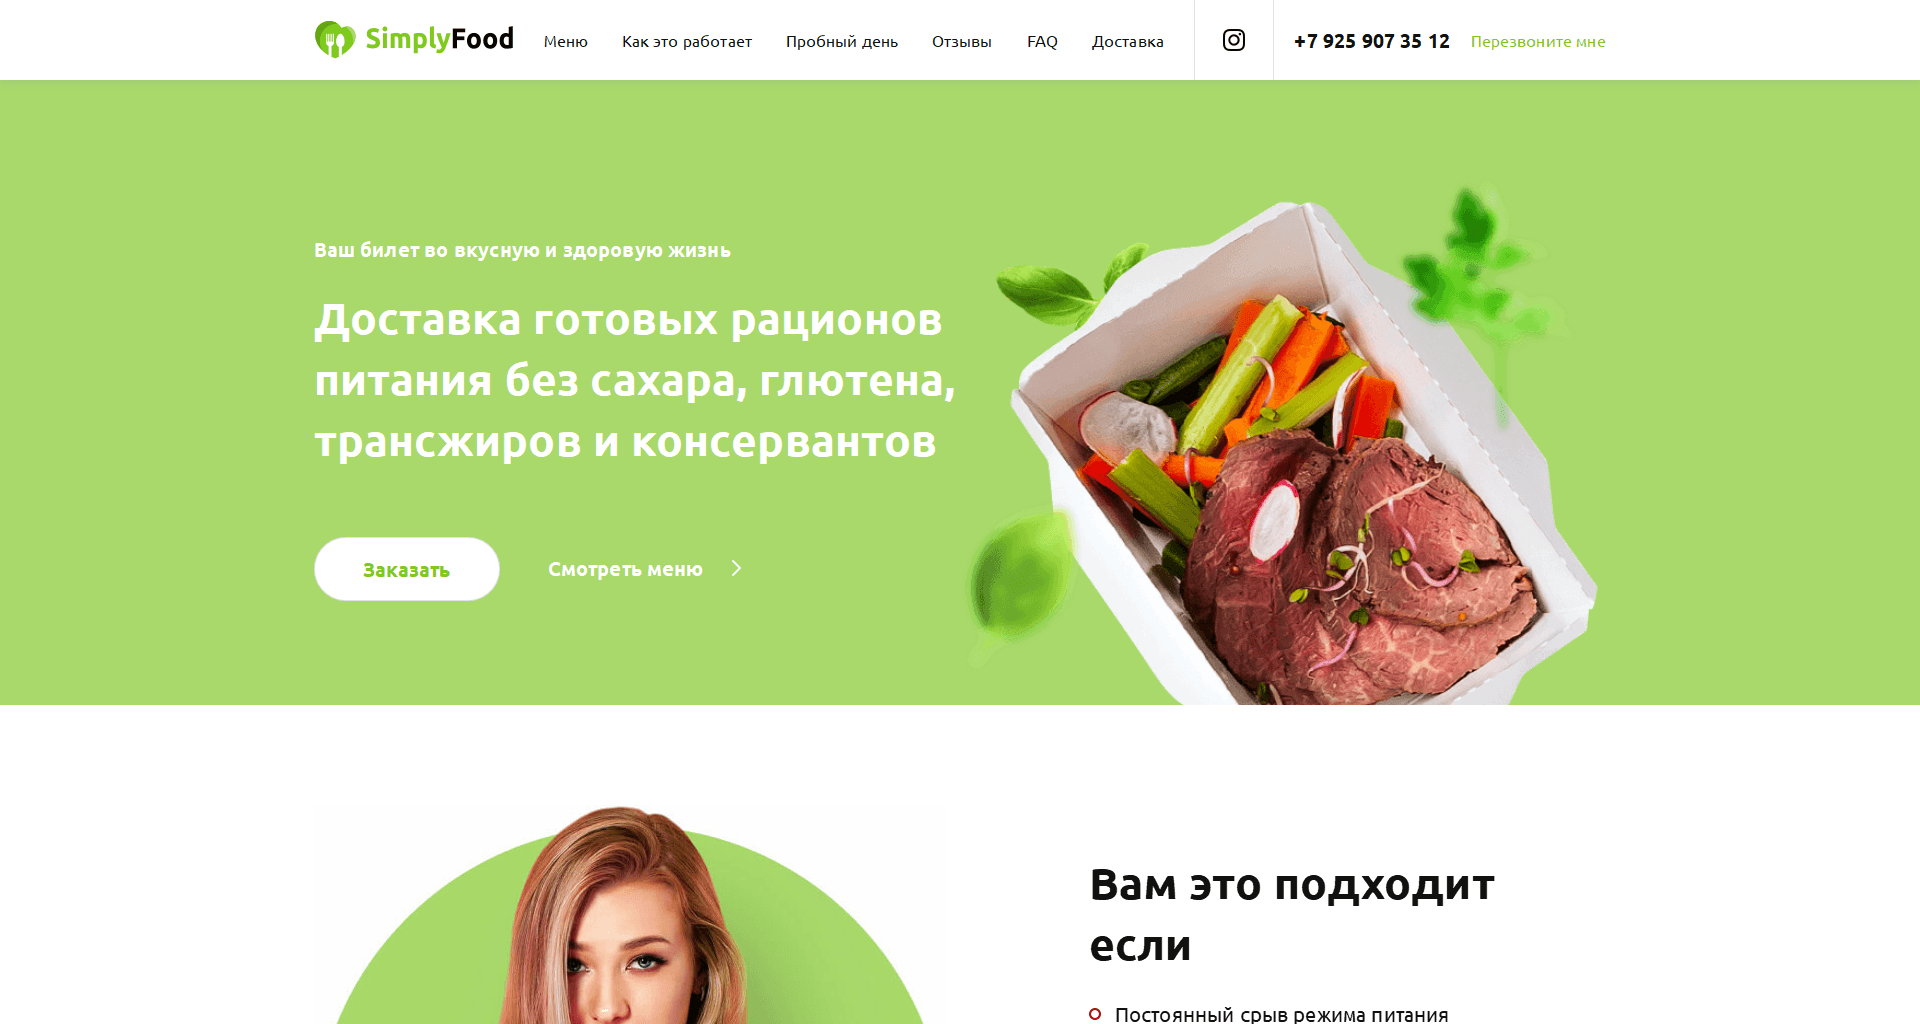 SimplyFood
Меню
Как это работает
Пробный день
Отзывы
FAQ
Доставка
+7 925 907 35 12
Перезвоните мне
Ваш билет во вкусную и здоровую жизнь
Доставка готовых рационов
питания без сахара, глютена,
трансжиров и консервантов
Заказать
Смотреть меню
Вам это подходит
если
Постоянный срыв режима питания